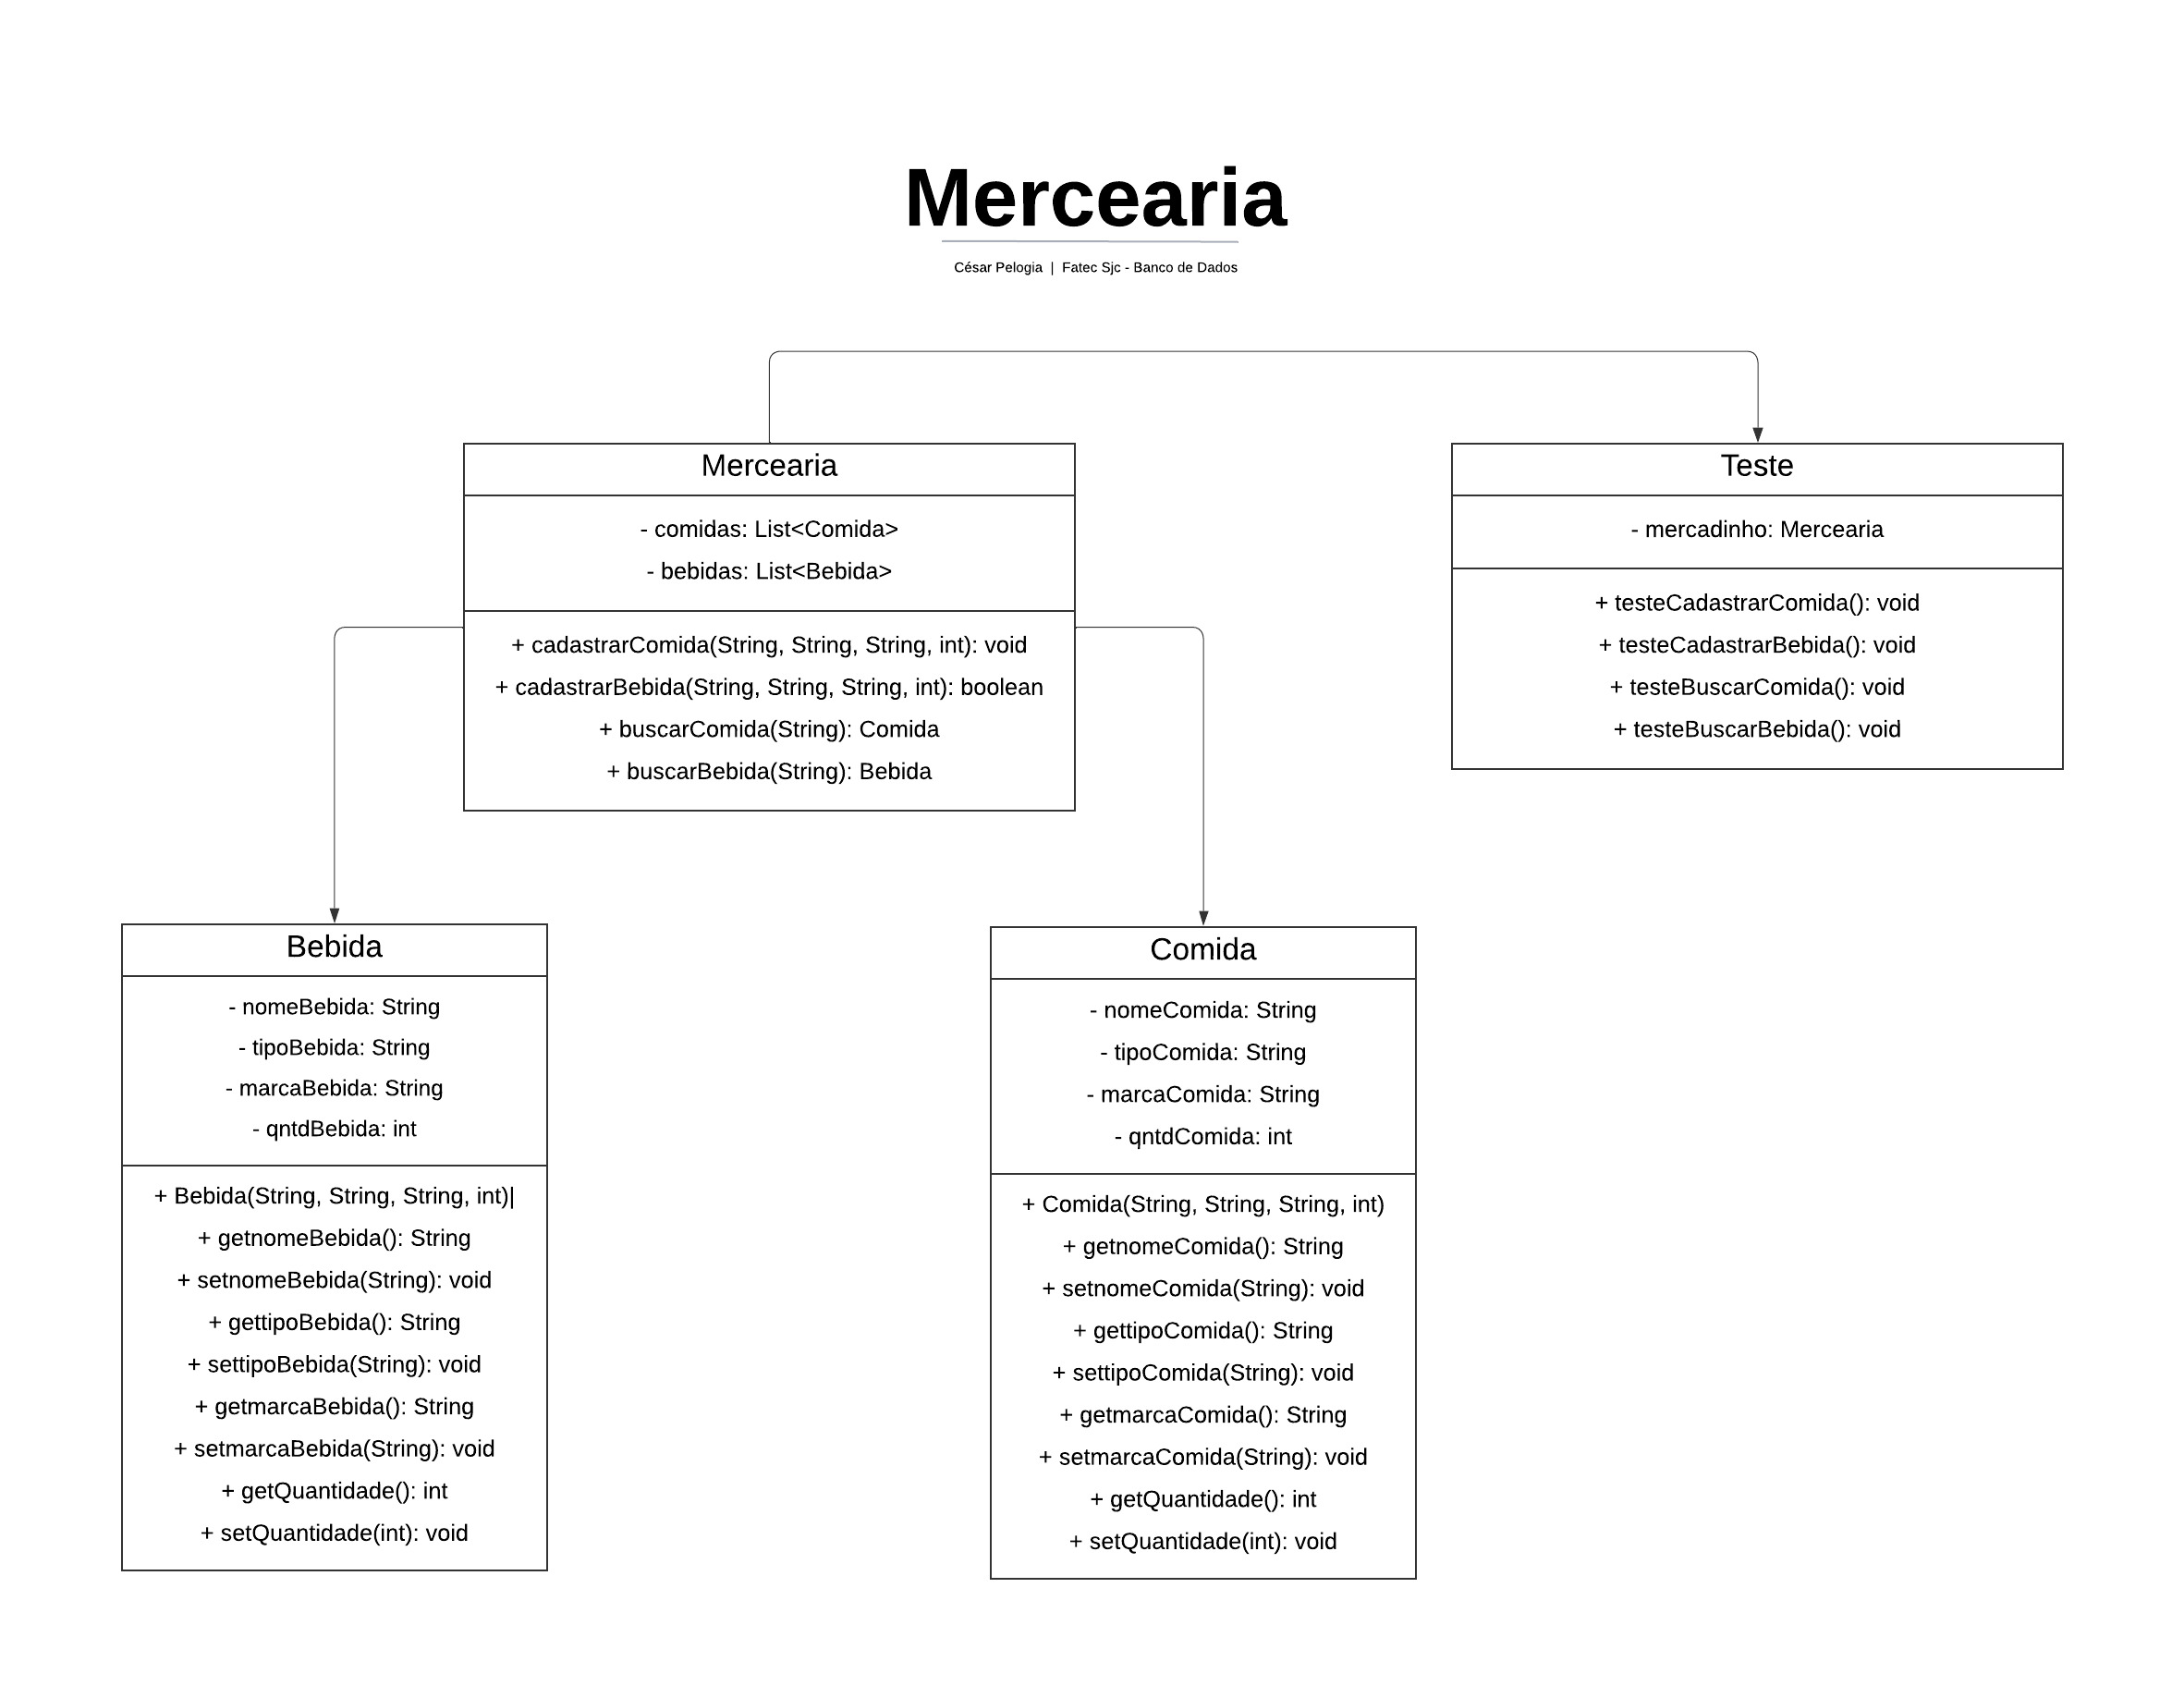 Mercearia
César Pelogia | Fatec Sjc - Banco de Dados
Mercearia
- comidas: List<Comida>
- bebidas: List<Bebida>
+ cadastrarComida(String, String, String, int): void
+ cadastrarBebida(String, String, String, int): boolean
+ buscarComida(String): Comida
+ buscarBebida(String): Bebida
Teste
- mercadinho: Mercearia
+ testeCadastrarComida(): void
+ testeCadastrarBebida(): void
+ testeBuscarComida(): void
+ testeBuscarBebida(): void
Bebida
- nomeBebida: String
- tipoBebida: String
- marcaBebida: String
- qntdBebida: int
+ Bebida(String, String, String, int)|
+ getnomeBebida(): String
+ setnomeBebida(String): void
+ gettipoBebida(): String
+ settipoBebida(String): void
+ getmarcaBebida(): String
+ setmarcaBebida(String): void
+ getQuantidade(): int
+ setQuantidade(int): void
Comida
- nomeComida: String
- tipoComida: String
- marcaComida: String
- qntdComida: int
+ Comida(String, String, String, int)
+ getnomeComida(): String
+ setnomeComida(String): void
+ gettipoComida(): String
+ settipoComida(String): void
+ getmarcaComida(): String
+ setmarcaComida(String): void
+ getQuantidade(): int
+ setQuantidade(int): void